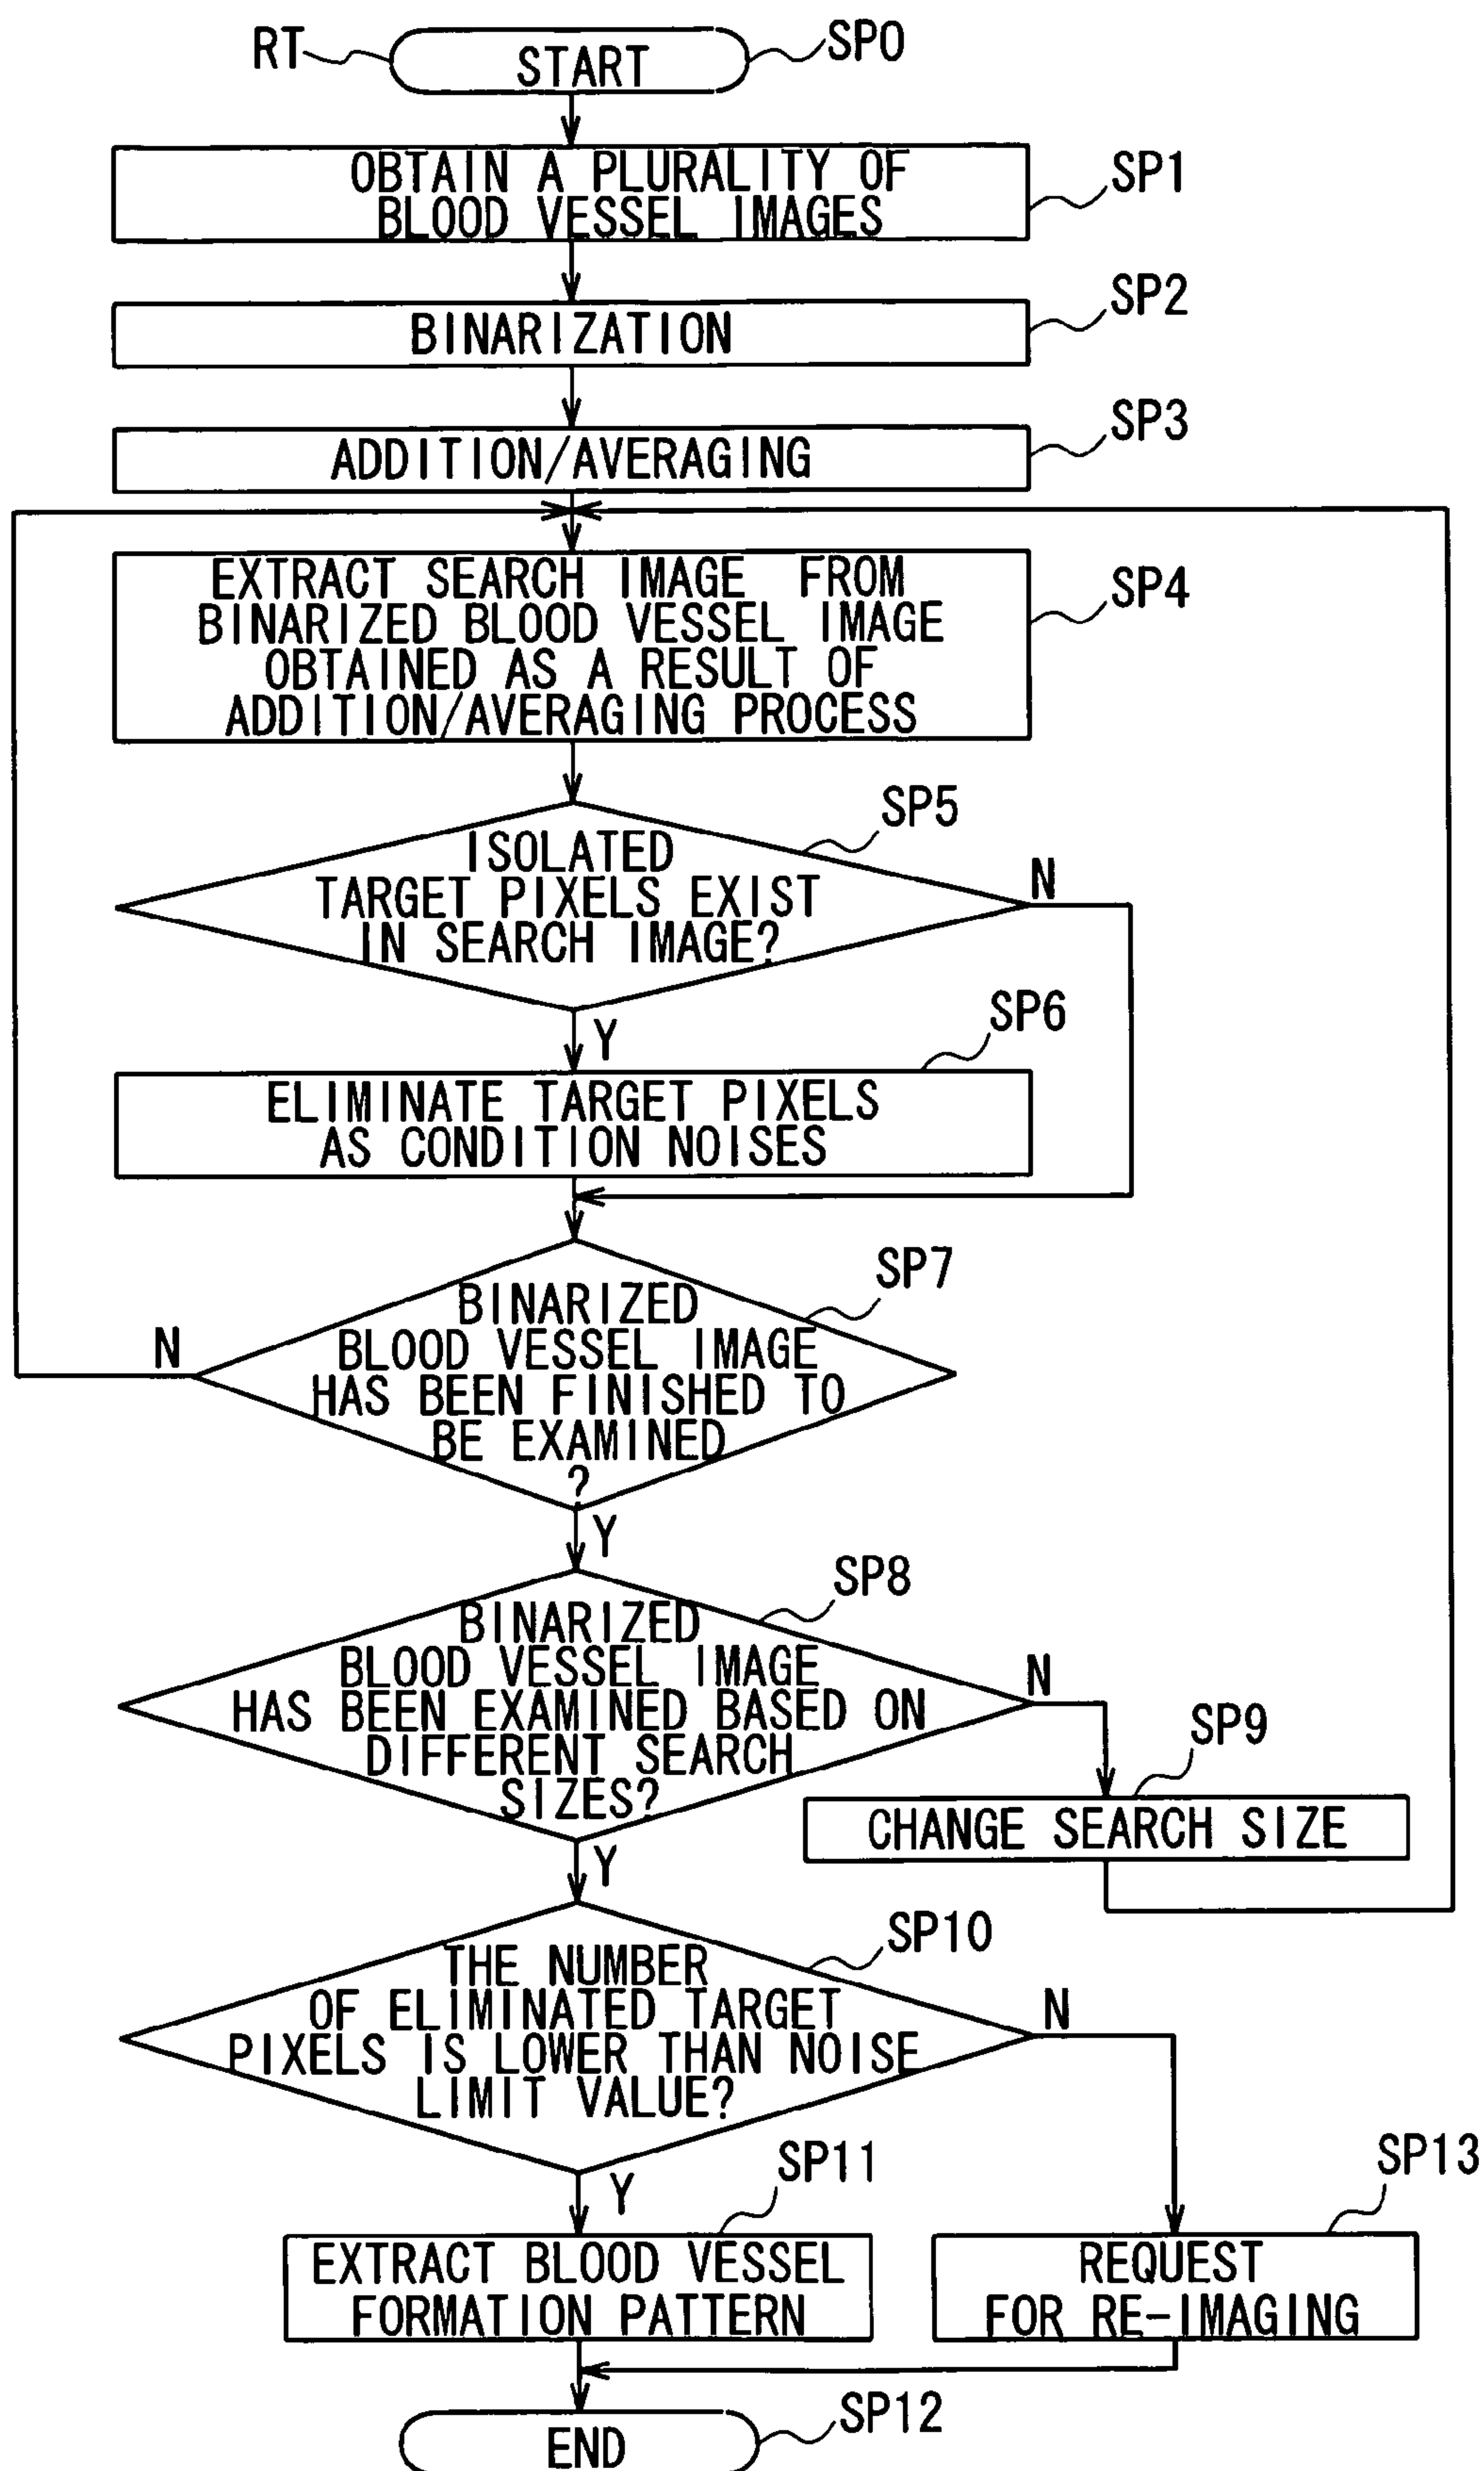 RT
START
SP0
OBTAIN A PLURALITY OF
BLOOD VESSEL IMAGES
SP1
BINARIZATION
SP2
ADDITION/AVERAGING
SP3
EXTRACT SEARCH IMAGE FROM
BINARIZED BLOOD VESSEL IMAGE
OBTAINED AS A RESULT OF
ADDITION/AVERAGING PROCESS
SP4
ISOLATED
TARGET PIXELS EXIST
IN SEARCH IMAGE?
SP5
N
Y
ELIMINATE TARGET PIXELS
AS CONDITION NOISES
SP6
BINARIZED
BLOOD VESSEL IMAGE
HAS BEEN FINISHED TO
BE EXAMINED
?
SP7
N
Y
BINARIZED
BLOOD VESSEL IMAGE
HAS BEEN EXAMINED BASED ON
DIFFERENT SEARCH
SIZES?
SP8
N
SP9
CHANGE SEARCH SIZE
Y
THE NUMBER
OF ELIMINATED TARGET
PIXELS IS LOWER THAN NOISE
LIMIT VALUE?
SP10
N
Y
SP11
EXTRACT BLOOD VESSEL
FORMATION PATTERN
SP13
REQUEST
FOR RE-IMAGING
END
SP12